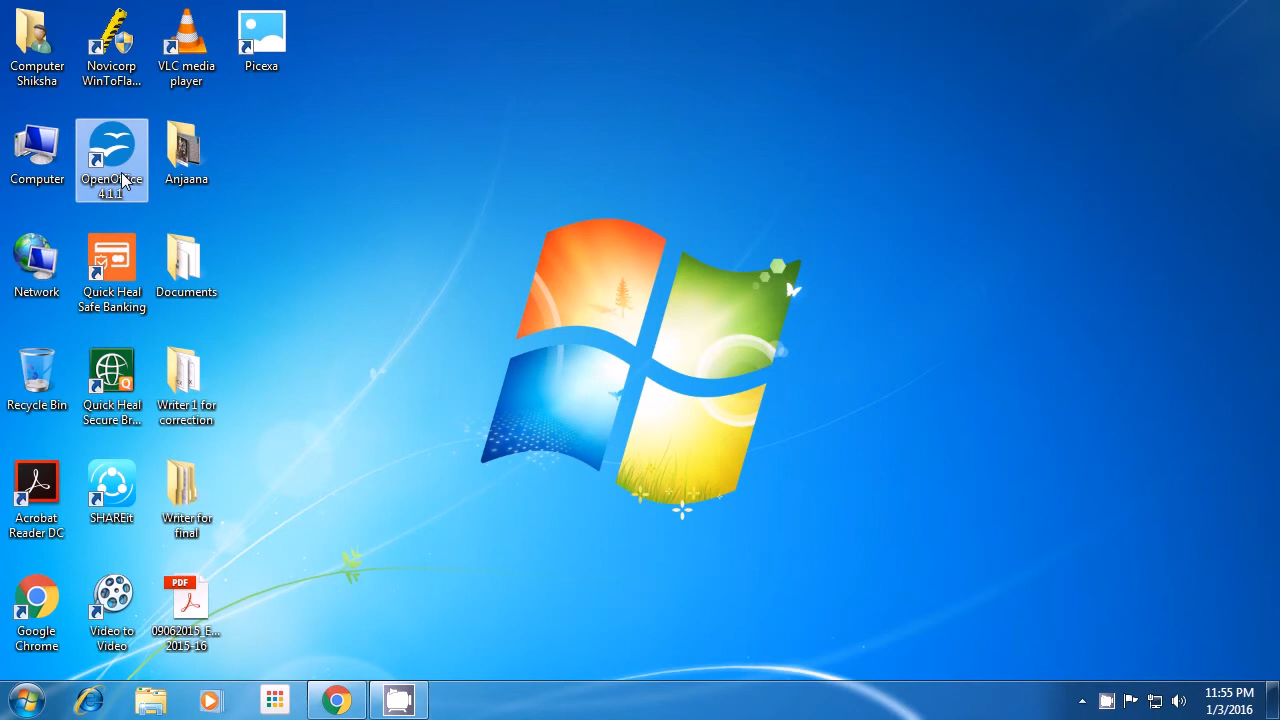 Computer
Shiksha
Novicorp
WinToFla...
VLC media
player
Picexa
Computer
OpenOffice
4.1.1
Anjaana
Network
Quick Heal
Safe Banking
Documents
Recycle Bin
Quick Heal
Secure Br...
Writer 1 for
correction
Acrobat
Reader DC
SHAREit
Writer for
final
Google
Chrome
Video to
Video
PDF
09062015_E...
2015-16
11:55 PM
1/3/2016